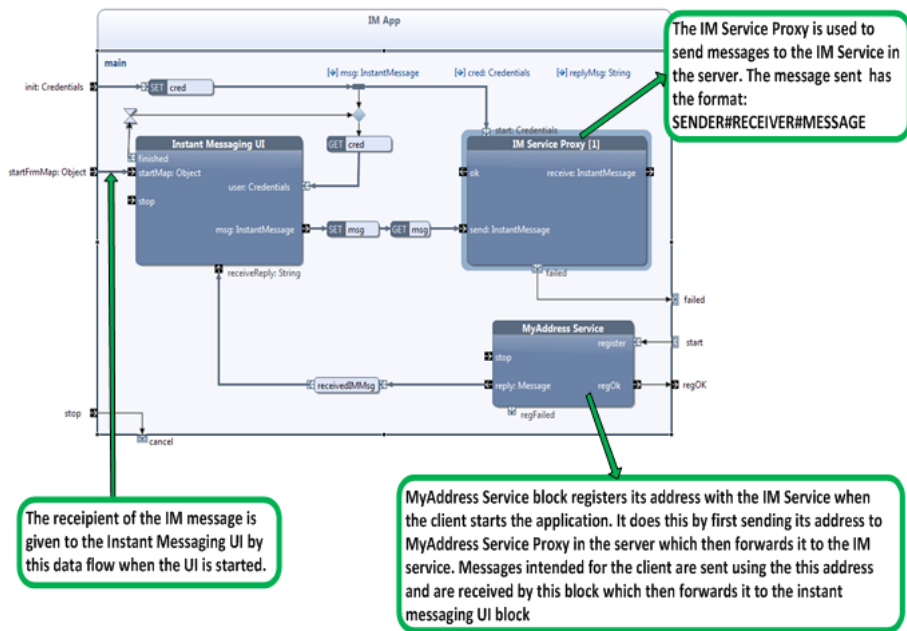 IM App
main
msg: InstantMessage
cred: Credentials
replyMsg: String
init: Credentials
SET cred
GET cred
start: Credentials
Instant Messaging UI
finished
startMap: Object
user: Credentials
stop
msg: InstantMessage
receiveReply: String
startFrmMap: Object
SET msg
GET msg
IM Service Proxy [1]
ok
receive: InstantMessage
send: InstantMessage
failed
failed
MyAddress Service
register
start
stop
reply: Message
regOk
regOK
regFailed
receivedIMMsg
stop
cancel
The IM Service Proxy is used to
send messages to the IM Service in
the server. The message sent has
the format:
SENDER#RECEIVER#MESSAGE
The receipient of the IM message is
given to the Instant Messaging UI by
this data flow when the UI is started.
MyAddress Service block registers its address with the IM Service when
the client starts the application. It does this by first sending its address to
MyAddress Service Proxy in the server which then forwards it to the IM
service. Messages intended for the client are sent using the this address
and are received by this block which then forwards it to the instant
messaging UI block